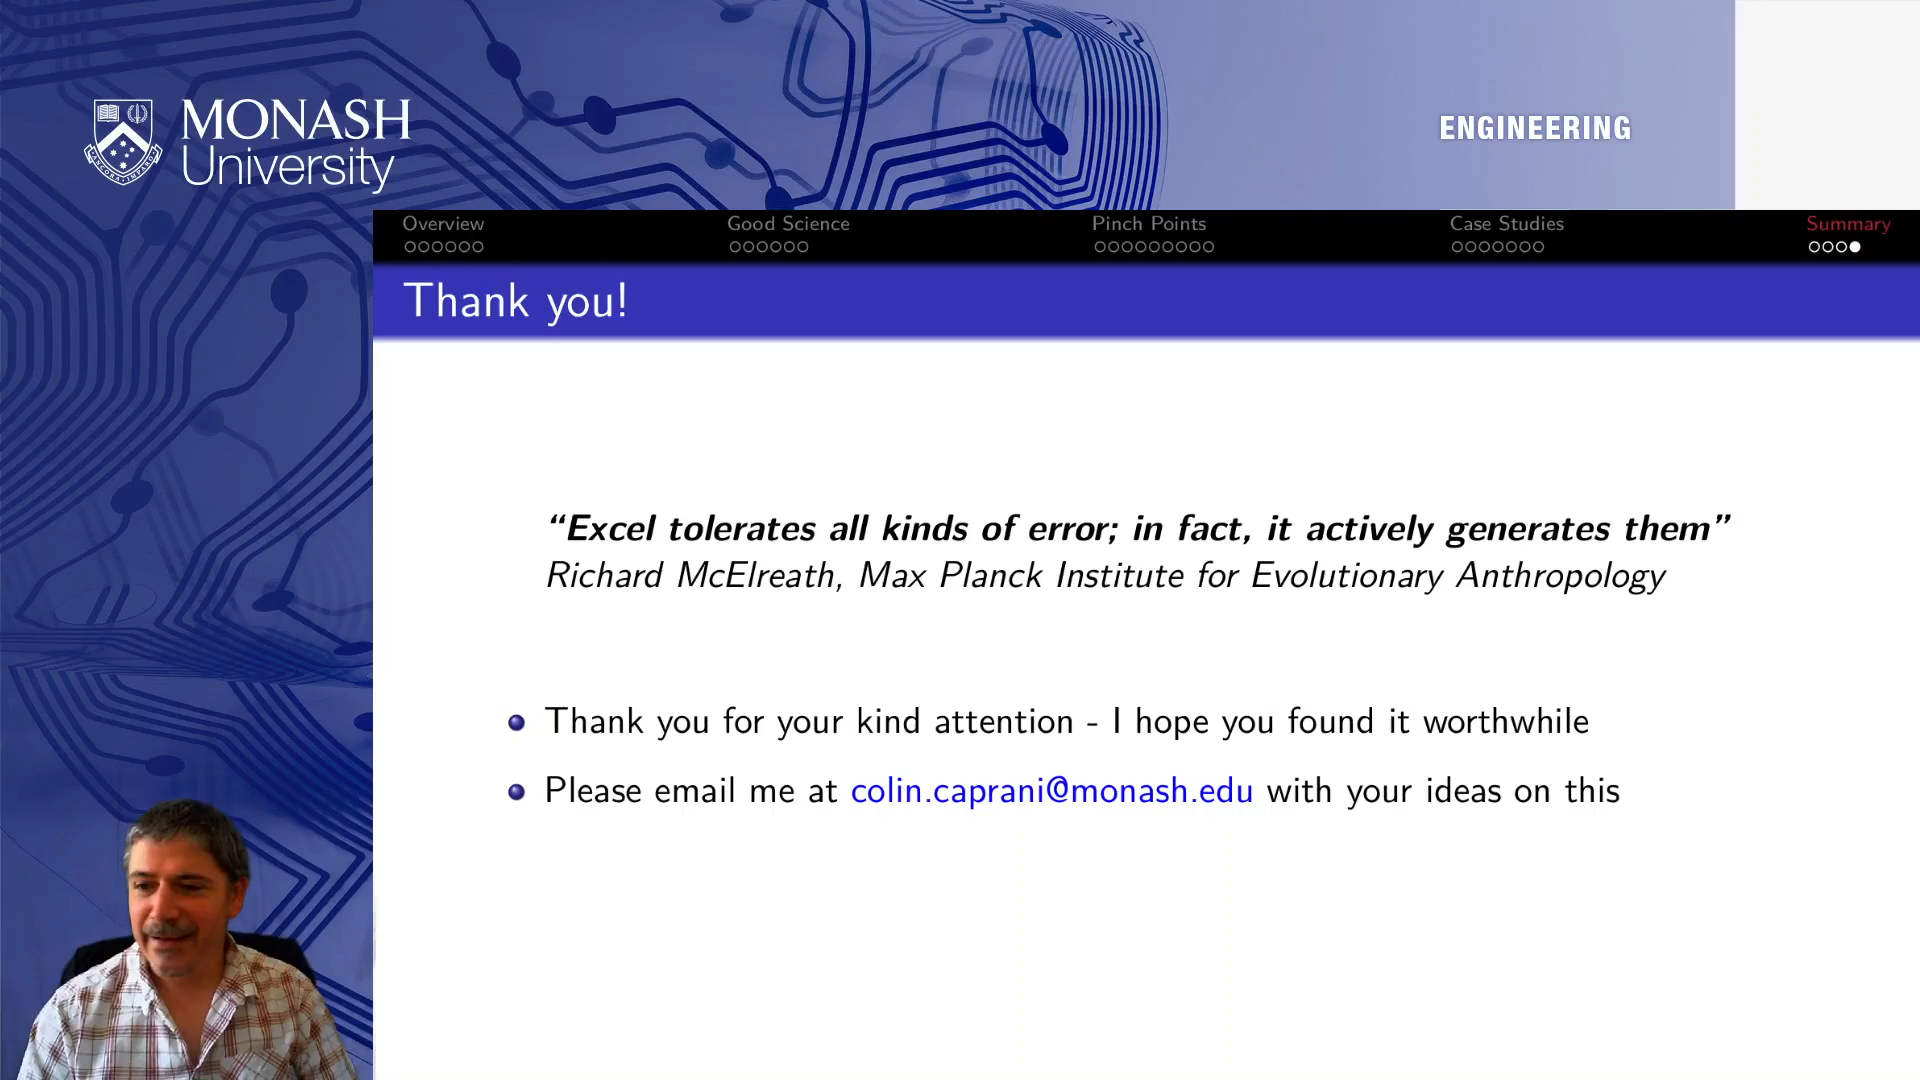 MONASH
University
ENGINEERING
Overview
Good Science
Pinch Points
Case Studies
Summary
Thank you!
“Excel tolerates all kinds of error; in fact, it actively generates them”
Richard McElreath, Max Planck Institute for Evolutionary Anthropology
Thank you for your kind attention - I hope you found it worthwhile
Please email me at colin.caprani@monash.edu with your ideas on this